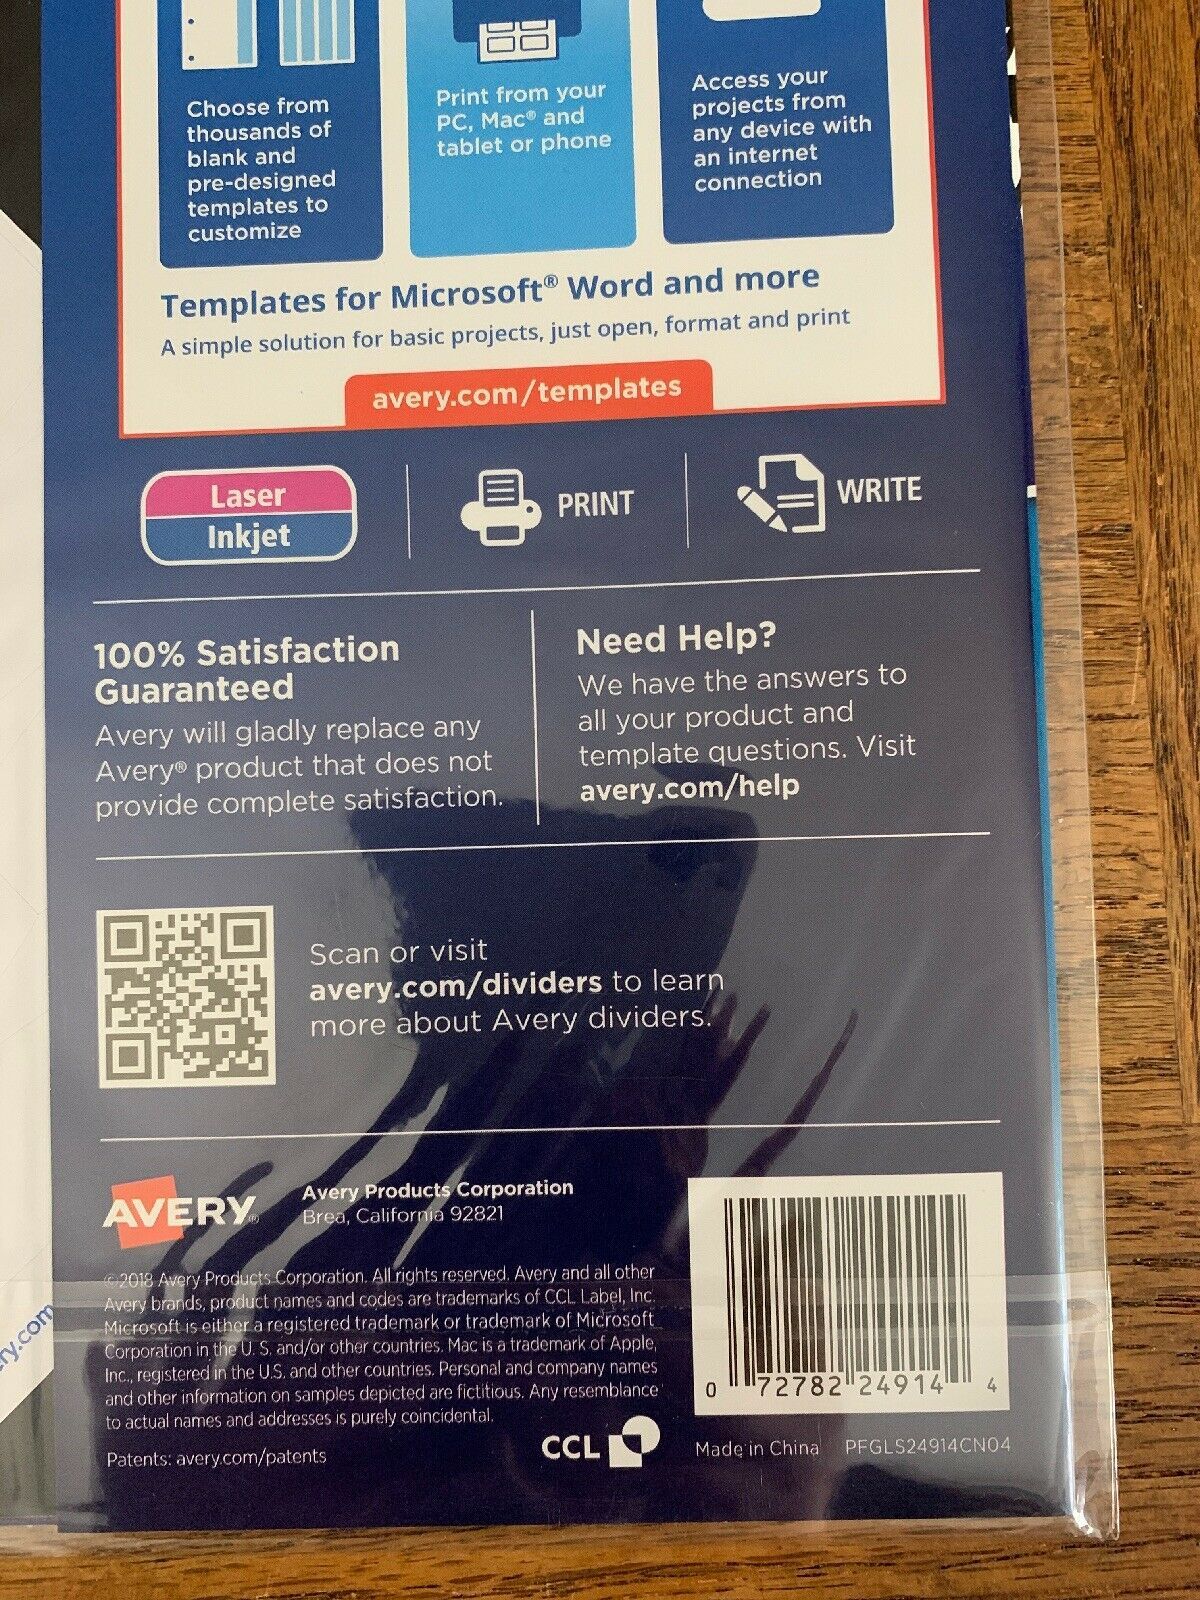 Choose from
thousands of
blank and
pre-designed
templates to
customize
Print from your
PC, Mac® and
tablet or phone
Access your
projects from
any device with
an internet
connection
Templates for Microsoft® Word and more
A simple solution for basic projects, just open, format and print
avery.com/templates
Laser
Inkjet
PRINT
WRITE
100% Satisfaction
Guaranteed
Avery will gladly replace any
Avery® product that does not
provide complete satisfaction.
Need Help?
We have the answers to
all your product and
template questions. Visit
avery.com/help
Scan or visit
avery.com/dividers to learn
more about Avery dividers.
AVERY®
Avery Products Corporation
Brea, California 92821
©2018 Avery Products Corporation. All rights reserved. Avery and all other
Avery brands, product names and codes are trademarks of CCL Label, Inc.
Microsoft is either a registered trademark or trademark of Microsoft
Corporation in the U. S. and/or other countries. Mac is a trademark of Apple,
Inc., registered in the U.S. and other countries. Personal and company names
and other information on samples depicted are fictitious. Any resemblance
to actual names and addresses is purely coincidental.
Patents: avery.com/patents
CCL
0 72782 24914 4
Made in China PFGLS24914CN04
ry.com